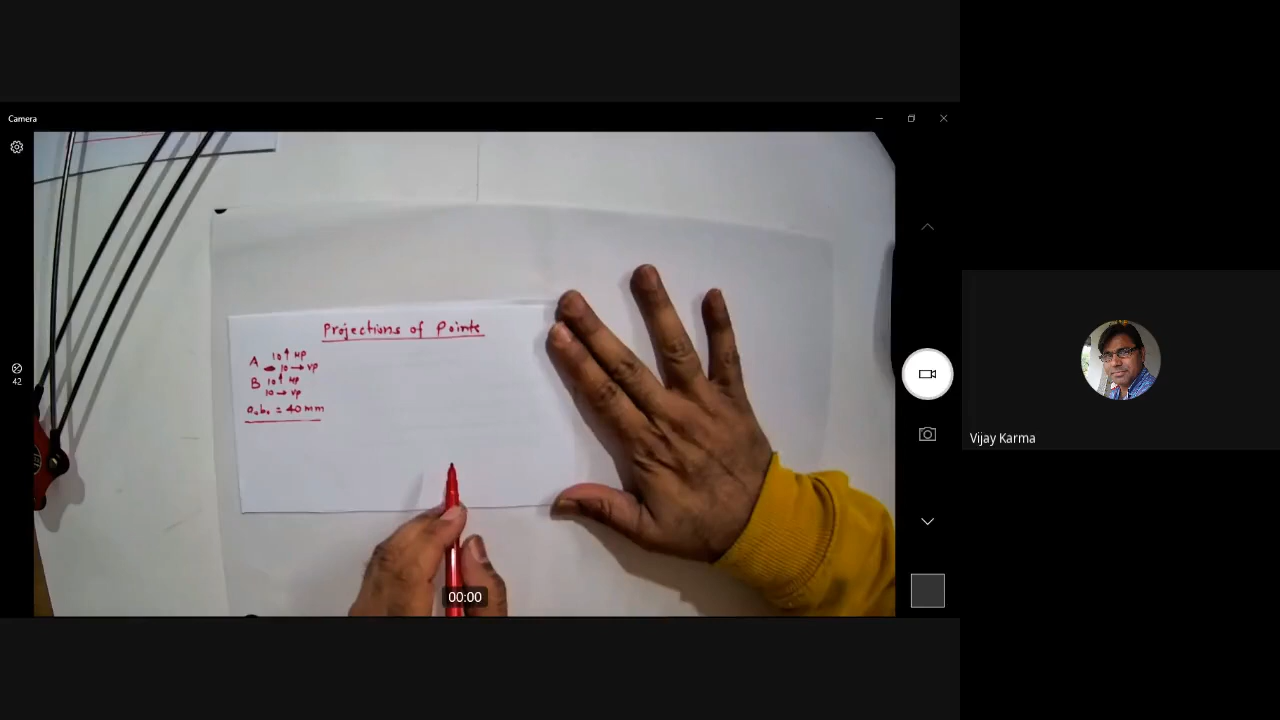 Camera
Projections of Points
A 10↑ HP
10 → VP
B 10↑ HP
10 → VP
a₀b₀ = 40 mm
42
Vijay Karma
00:00